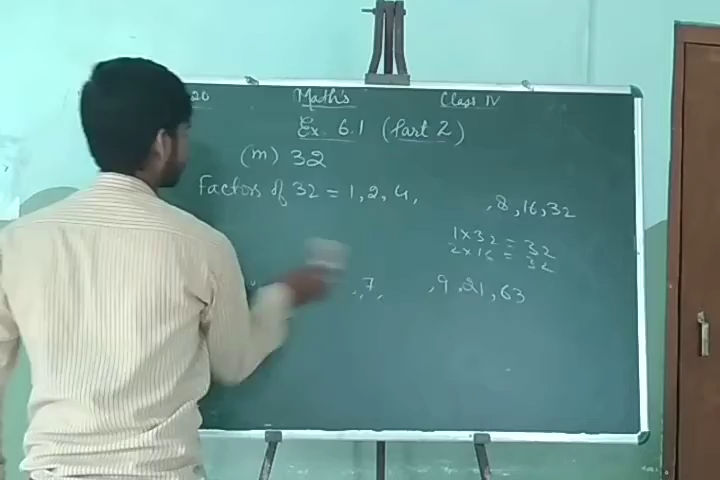 20 Math's Class IV
Ex. 6.1 (Part 2)
(m) 32
Factors of 32 = 1, 2, 4, , 8, 16, 32
1 x 32 = 32
2 x 16 = 32
, 7, , 9, 21, 63